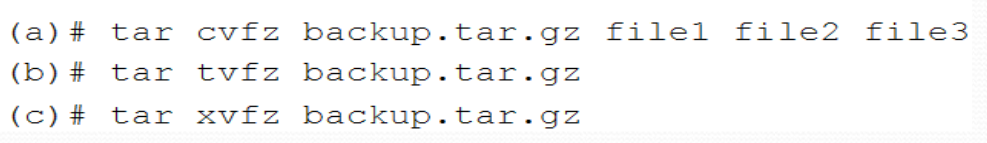 (a)# tar cvfz backup.tar.gz file1 file2 file3
(b)# tar tvfz backup.tar.gz
(c)# tar xvfz backup.tar.gz